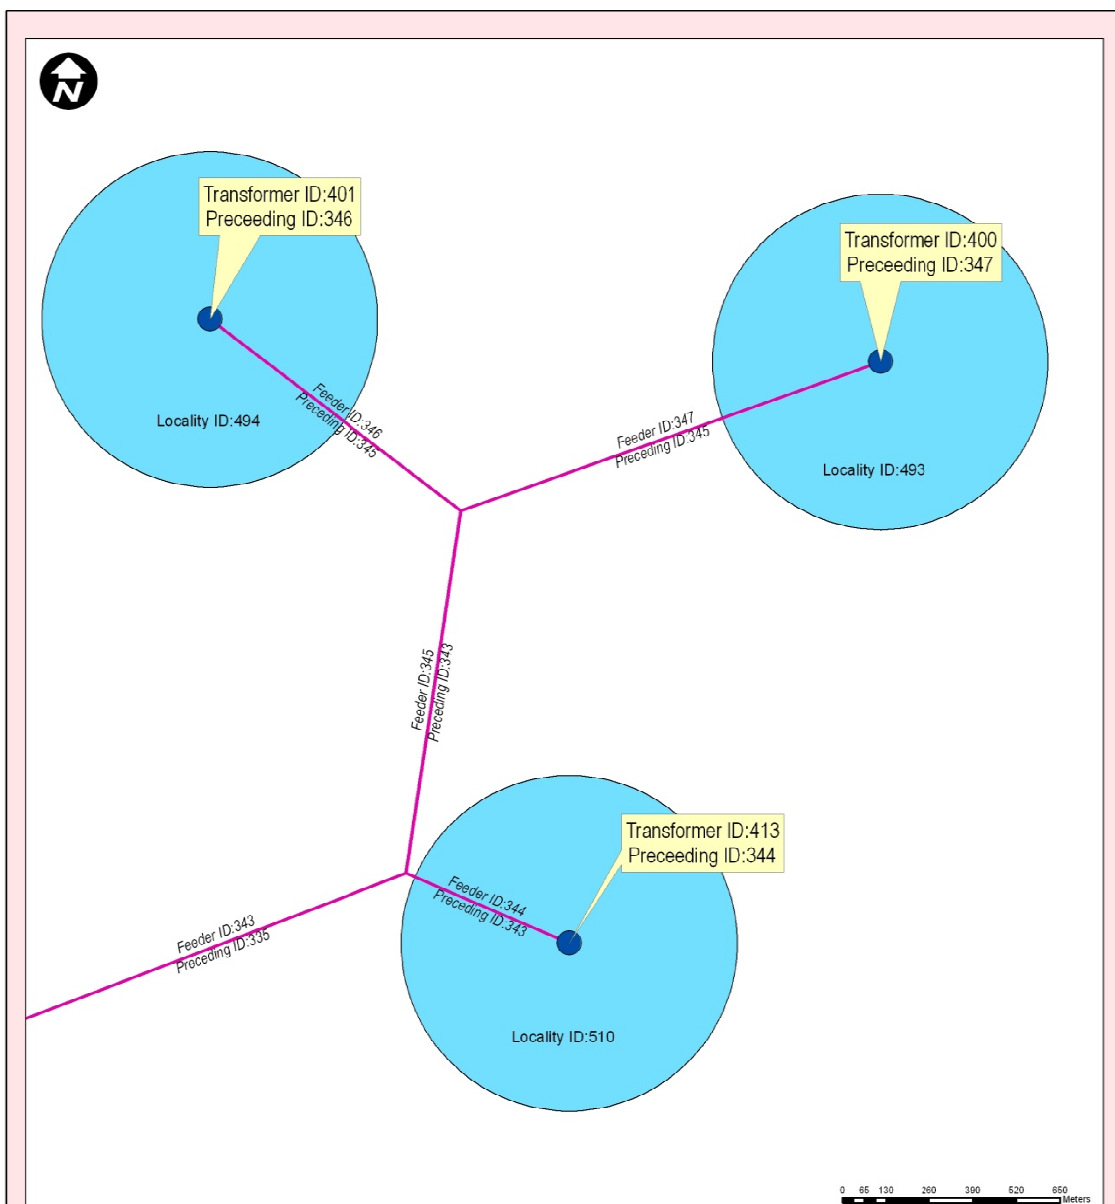 N
Transformer ID:401
Preceeding ID:346
Transformer ID:400
Preceeding ID:347
Feeder ID:346
Preceding ID:345
Locality ID:494
Feeder ID:347
Preceding ID:345
Locality ID:493
Feeder ID:345
Preceding ID:343
Transformer ID:413
Preceeding ID:344
Feeder ID:344
Preceding ID:343
Feeder ID:343
Preceding ID:335
Locality ID:510
0 65 130 260 390 520 650
Meters